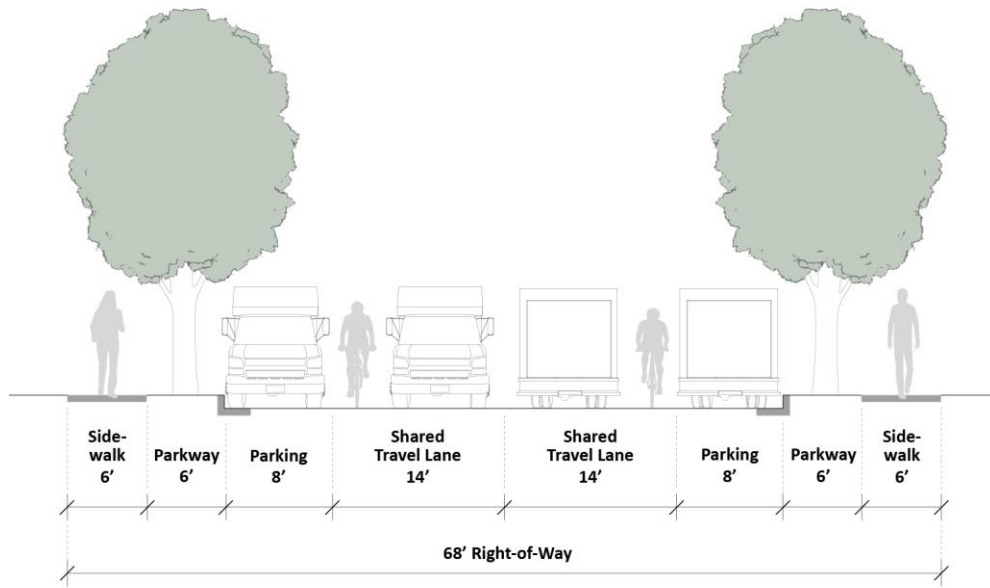 Side-
walk
6’
Parkway
6’
Parking
8’
Shared
Travel Lane
14’
Shared
Travel Lane
14’
Parking
8’
Parkway
6’
Side-
walk
6’
68’ Right-of-Way